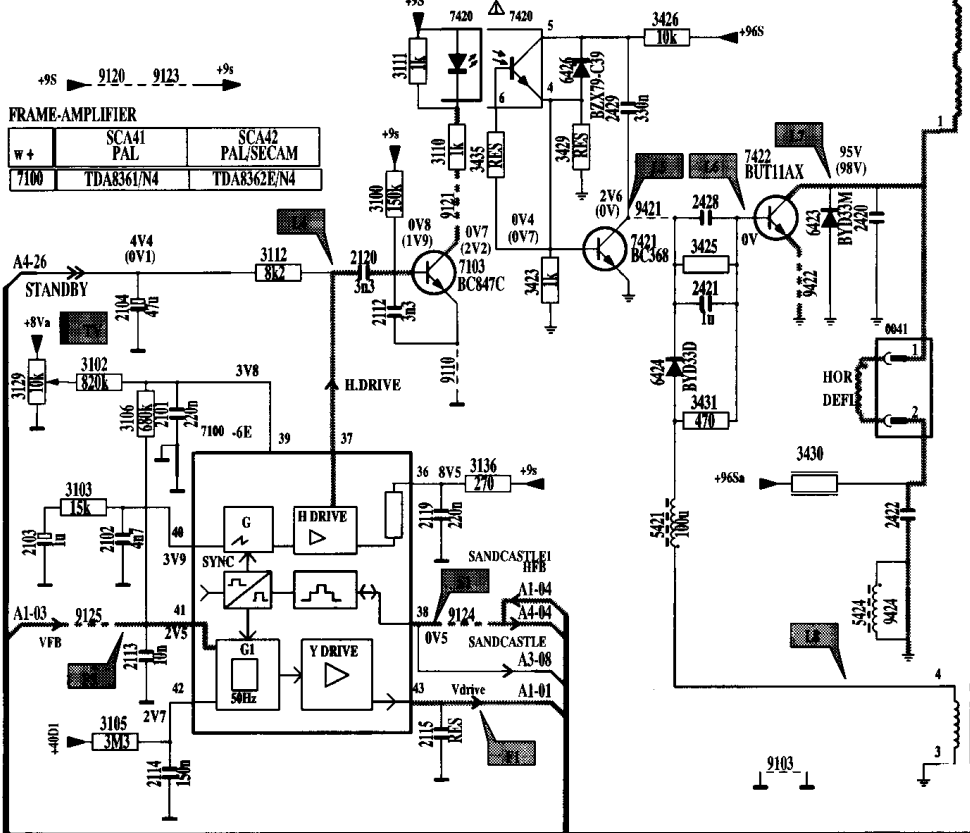 +9S
7420
7420
5
3426
10k
+96S
3111
1k
6426
BZX79-C39
2429
330n
4
6
+9S
9120
9123
+9s
FRAME-AMPLIFIER
w +
SCA41
PAL
SCA42
PAL/SECAM
7100
TDA8361/N4
TDA8362E/N4
+9s
3110
1k
3435
RES
3429
RES
1
L7
95V
(98V)
7422
BUT11AX
L6
3100
150k
9121
2V6
(0V)
9421
2428
6423
BYD33M
2420
0V
0V8
(1V9)
0V7
(2V2)
0V4
(0V7)
7421
BC368
3425
9422
A4-26
STANDBY
4V4
(0V1)
3112
8k2
2120
3n3
7103
BC847C
3423
1k
2421
1u
2104
47u
2112
3n3
+8Va
0041
1
3129
10k
3102
820k
3V8
9110
H.DRIVE
6424
BYD33D
HOR
DEFL
3106
680k
2101
220n
7100 -6E
39
37
3431
470
2
3430
+96Sa
36
8V5
3136
270
+9s
3103
15k
2119
220n
2422
G
H DRIVE
2103
1u
2102
4n7
40
3V9
SYNC
5421
100u
SANDCASTLE1
HFB
A1-04
A1-03
VFB
9125
41
2V5
38
0V5
9124
A4-04
SANDCASTLE
5424
9424
L8
G1
50Hz
Y DRIVE
A3-08
2113
10n
42
2V7
43
Vdrive
A1-01
4
+40D1
3105
3M3
2115
RES
F1
2114
150n
9103
3